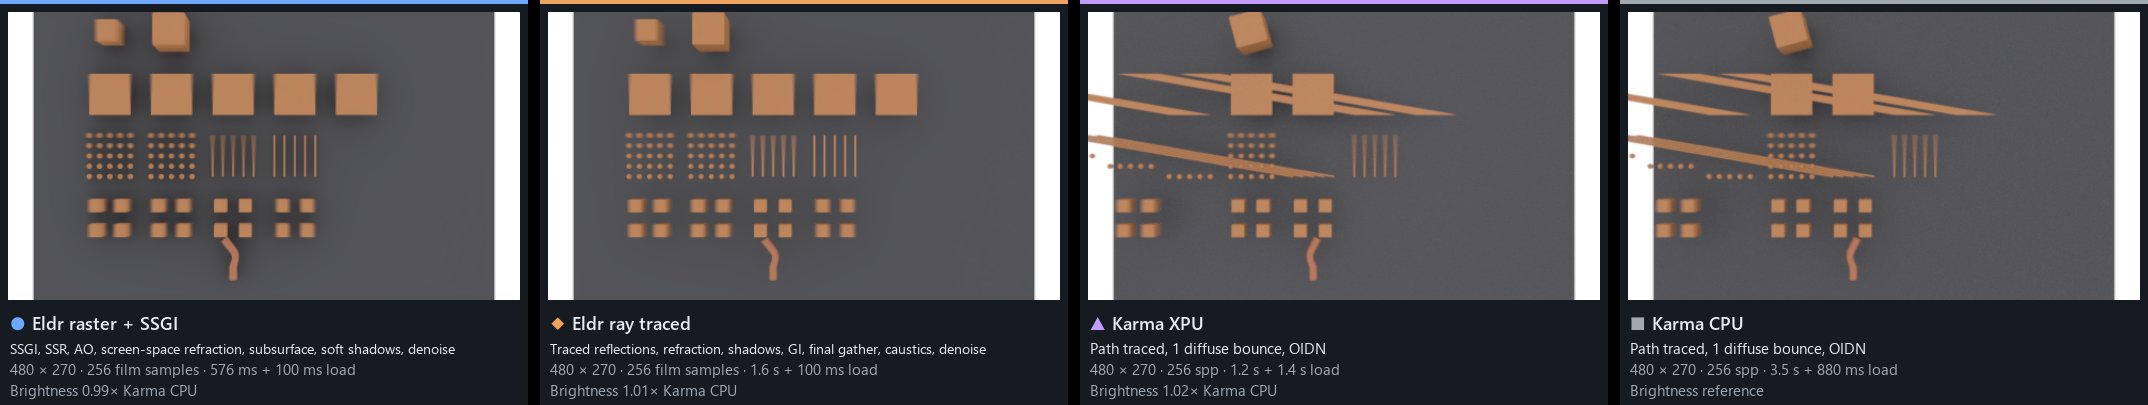 Eldr raster + SSGI
SSGI, SSR, AO, screen-space refraction, subsurface, soft shadows, denoise
480 × 270 · 256 film samples · 576 ms + 100 ms load
Brightness 0.99× Karma CPU
Eldr ray traced
Traced reflections, refraction, shadows, GI, final gather, caustics, denoise
480 × 270 · 256 film samples · 1.6 s + 100 ms load
Brightness 1.01× Karma CPU
Karma XPU
Path traced, 1 diffuse bounce, OIDN
480 × 270 · 256 spp · 1.2 s + 1.4 s load
Brightness 1.02× Karma CPU
Karma CPU
Path traced, 1 diffuse bounce, OIDN
480 × 270 · 256 spp · 3.5 s + 880 ms load
Brightness reference